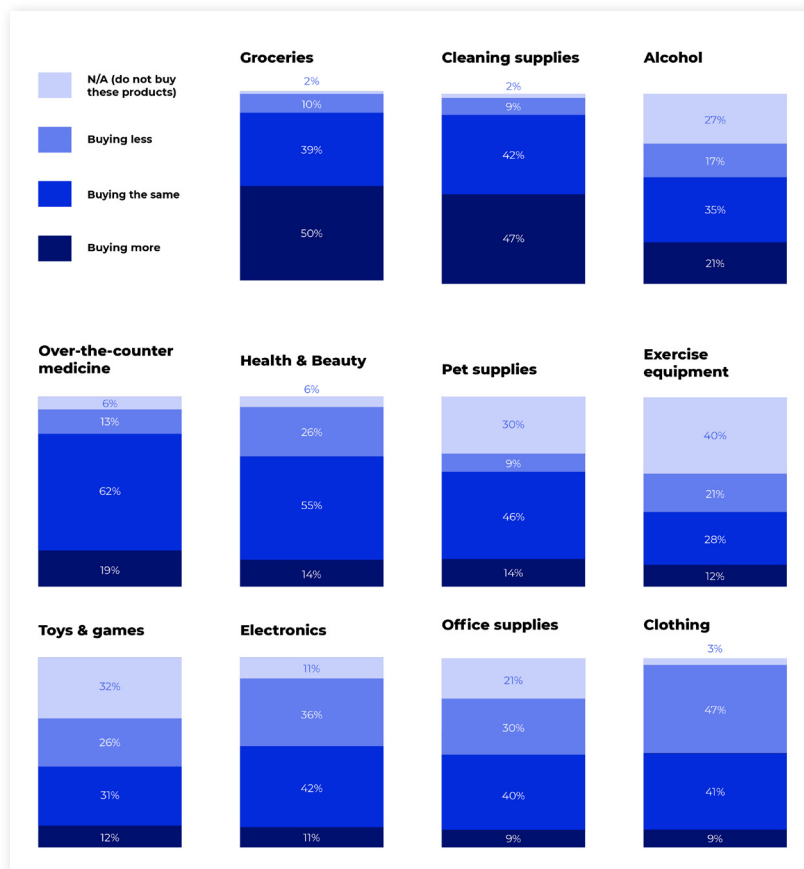 N/A (do not buy
these products)
Buying less
Buying the same
Buying more
Groceries
2%
10%
39%
50%
Cleaning supplies
2%
9%
42%
47%
Alcohol
27%
17%
35%
21%
Over-the-counter
medicine
6%
13%
62%
19%
Health & Beauty
6%
26%
55%
14%
Pet supplies
30%
9%
46%
14%
Exercise
equipment
40%
21%
28%
12%
Toys & games
32%
26%
31%
12%
Electronics
11%
36%
42%
11%
Office supplies
21%
30%
40%
9%
Clothing
3%
47%
41%
9%